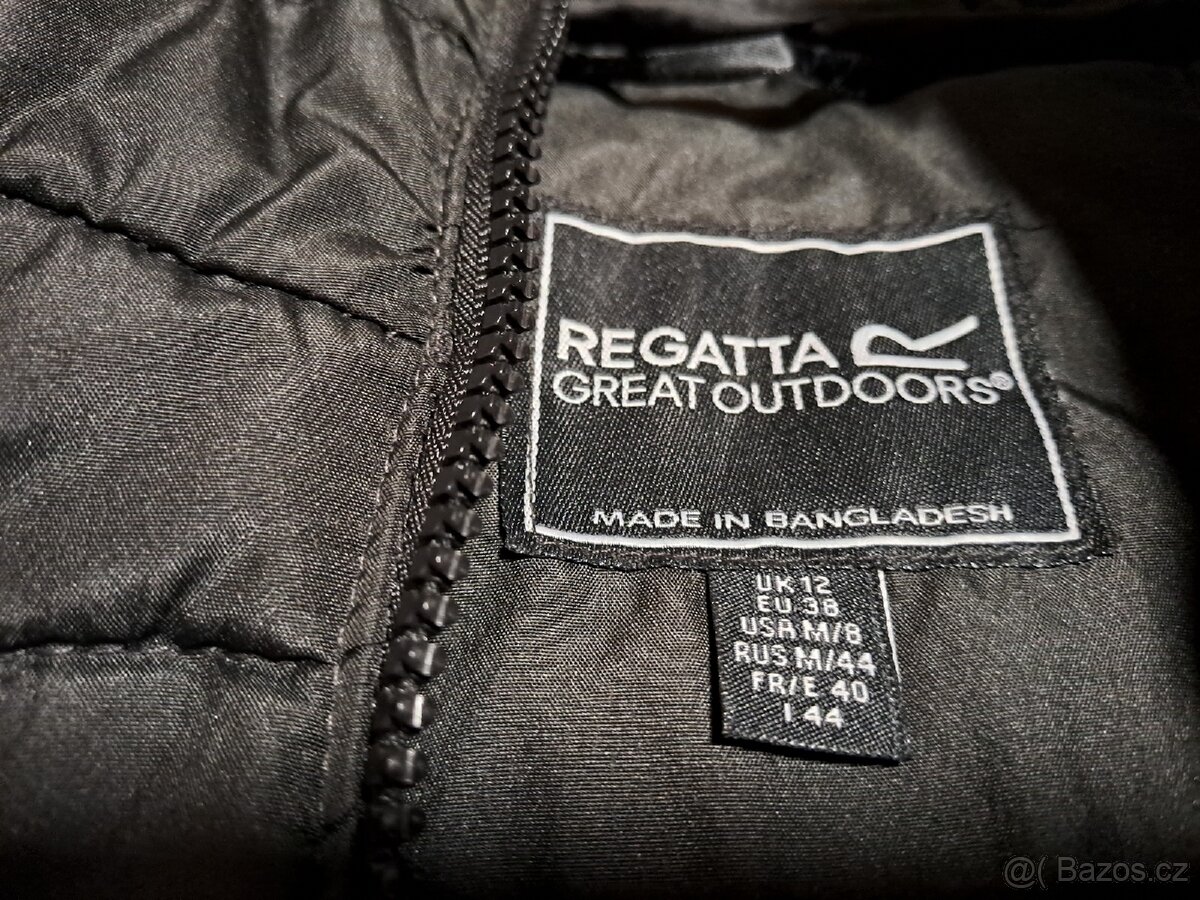 REGATTA
GREAT OUTDOORS®
MADE IN BANGLADESH
UK 12
EU 38
USA M/8
RUS M/44
FR/E 40
I 44
@( Bazos.cz